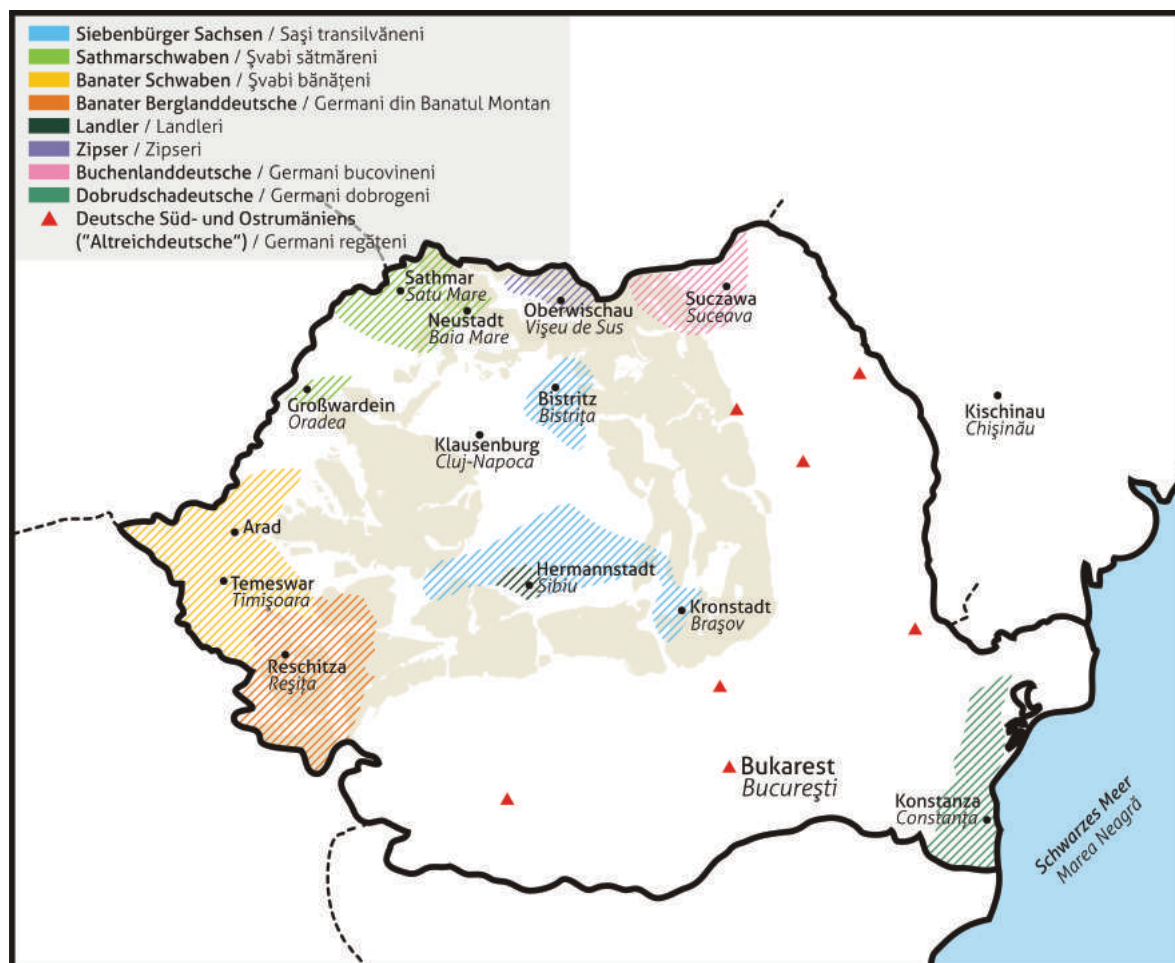 Siebenbürger Sachsen / Saşi transilvăneni
Sathmarschwaben / Şvabi sătmăreni
Banater Schwaben / Şvabi bănăţeni
Banater Berglanddeutsche / Germani din Banatul Montan
Landler / Landleri
Zipser / Zipseri
Buchenlanddeutsche / Germani bucovineni
Dobrudschadeutsche / Germani dobrogeni
Deutsche Süd- und Ostrumäniens
("Altreichdeutsche“) / Germani regăţeni
Sathmar
Satu Mare
Neustadt
Baia Mare
Oberwischau
Vişeu de Sus
Suczawa
Suceava
Großwardein
Oradea
Bistritz
Bistriţa
Klausenburg
Cluj-Napoca
Kischinau
Chişinău
Arad
Temeswar
Timişoara
Hermannstadt
Sibiu
Kronstadt
Braşov
Reschitza
Reşiţa
Bukarest
Bucureşti
Konstanza
Constanţa
Schwarzes Meer
Marea Neagră